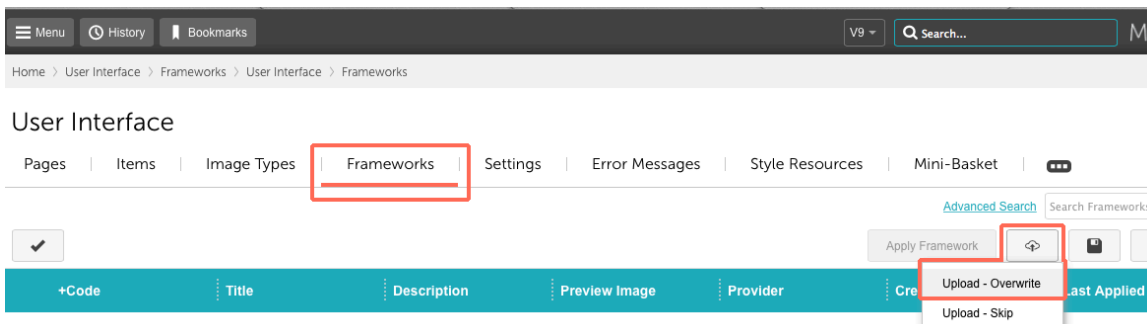 Menu History Bookmarks V9 Search... M
Home > User Interface > Frameworks > User Interface > Frameworks
User Interface
Pages Items Image Types Frameworks Settings Error Messages Style Resources Mini-Basket
Advanced Search Search Frameworks
Apply Framework
+Code Title Description Preview Image Provider Cre Last Applied
Upload - Overwrite
Upload - Skip